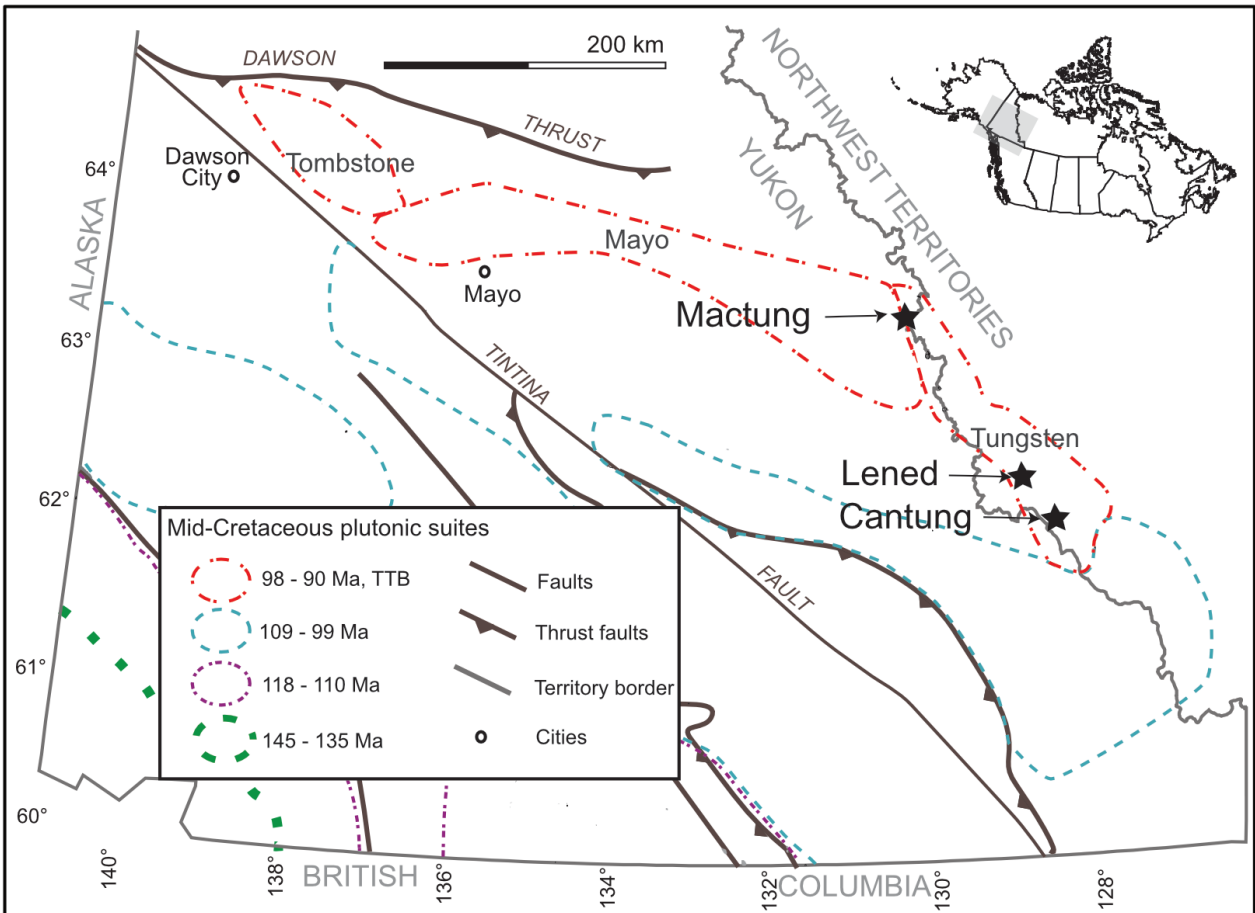 DAWSON
THRUST
200 km
NORTHWEST TERRITORIES
YUKON
Dawson
City
Tombstone
64°
ALASKA
Mayo
Mayo
Mactung
63°
TINTINA
Tungsten
Lened
Cantung
62°
FAULT
Mid-Cretaceous plutonic suites
98 - 90 Ma, TTB
Faults
109 - 99 Ma
Thrust faults
118 - 110 Ma
Territory border
145 - 135 Ma
Cities
61°
60°
140°
138°
BRITISH
136°
134°
132°
COLUMBIA
130°
128°